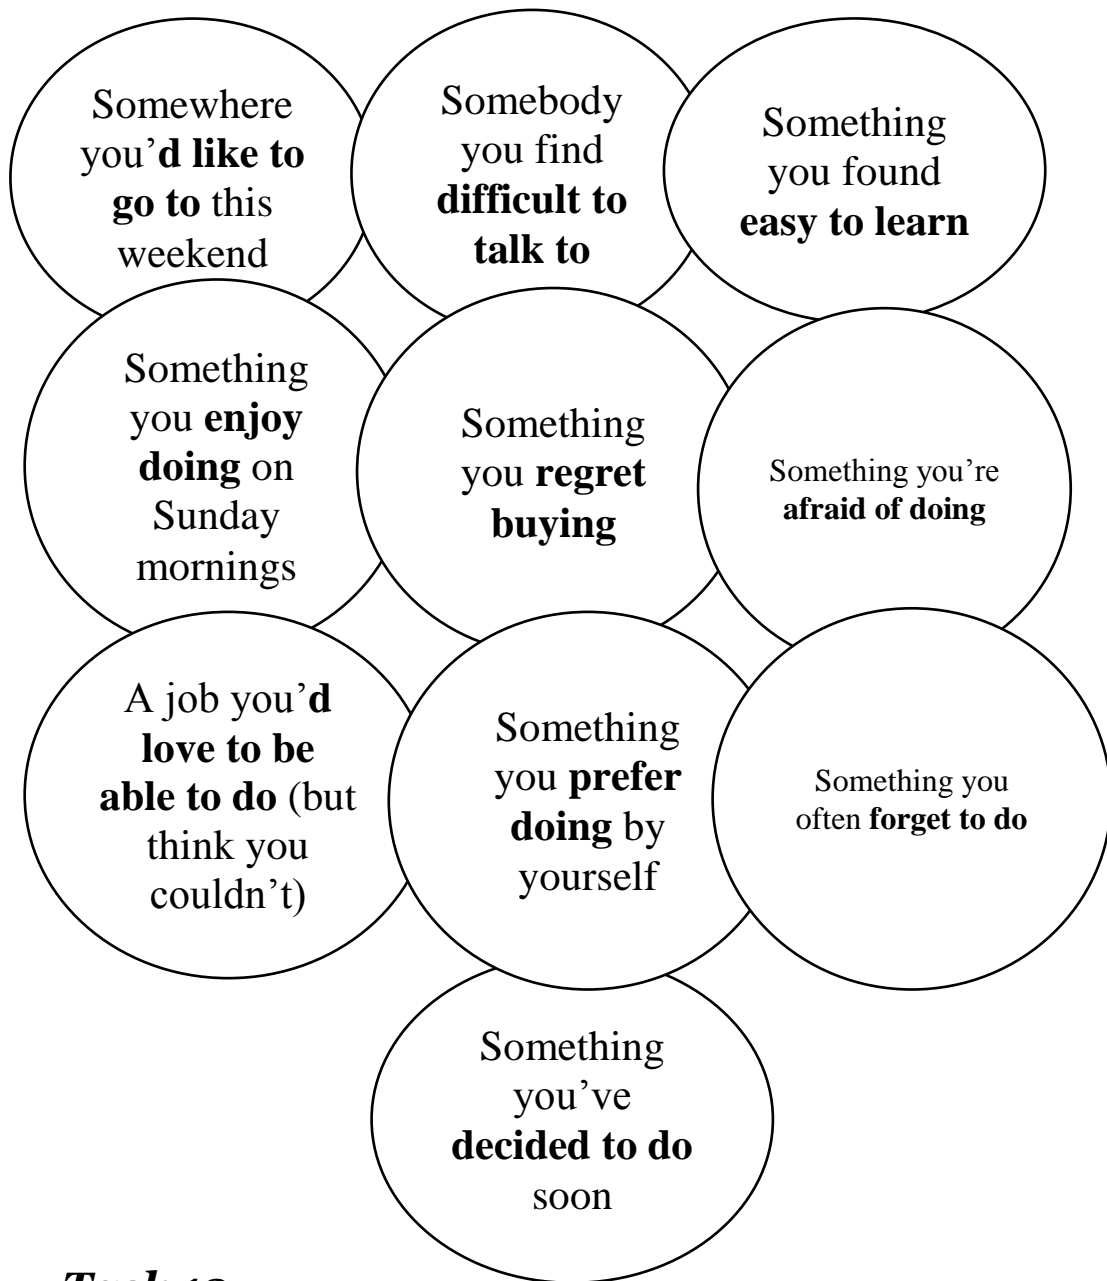 Somewhere
you’d like to
go to this
weekend
Somebody
you find
difficult to
talk to
Something
you found
easy to learn
Something
you enjoy
doing on
Sunday
mornings
Something
you regret
buying
Something you’re
afraid of doing
A job you’d
love to be
able to do (but
think you
couldn’t)
Something
you prefer
doing by
yourself
Something you
often forget to do
Something
you’ve
decided to do
soon